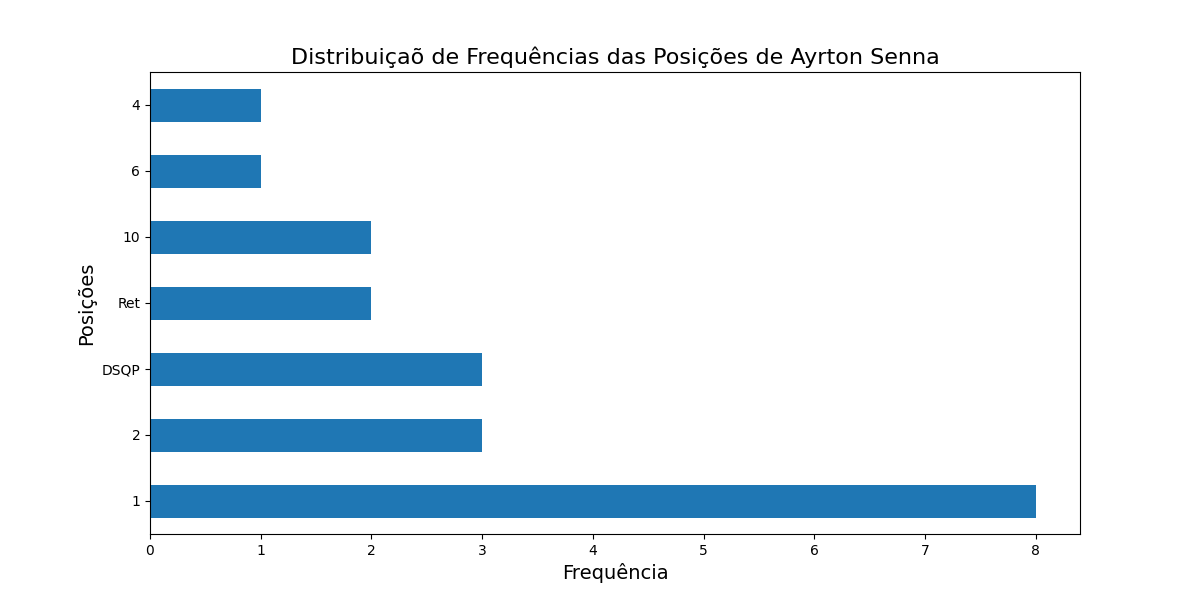 Distribuiçaõ de Frequências das Posições de Ayrton Senna
Posições
4
6
10
Ret
DSQP
2
1
0 1 2 3 4 5 6 7 8
Frequência